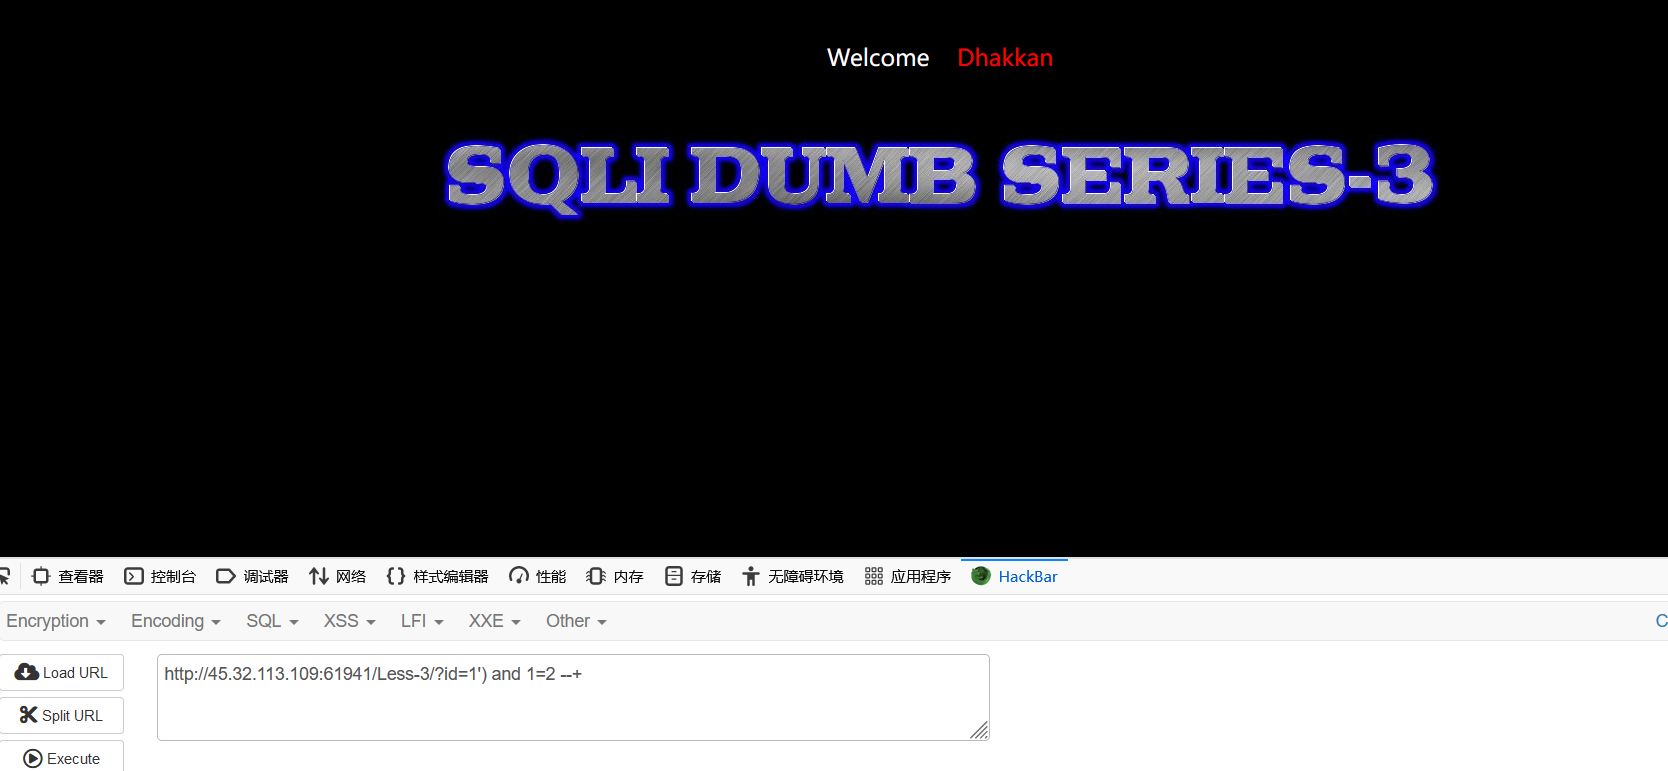 Welcome Dhakkan
SQLI DUMB SERIES-3
查看器 控制台 调试器 网络 样式编辑器 性能 内存 存储 无障碍环境 应用程序 HackBar
Encryption Encoding SQL XSS LFI XXE Other C
Load URL http://45.32.113.109:61941/Less-3/?id=1') and 1=2 --+
Split URL
Execute